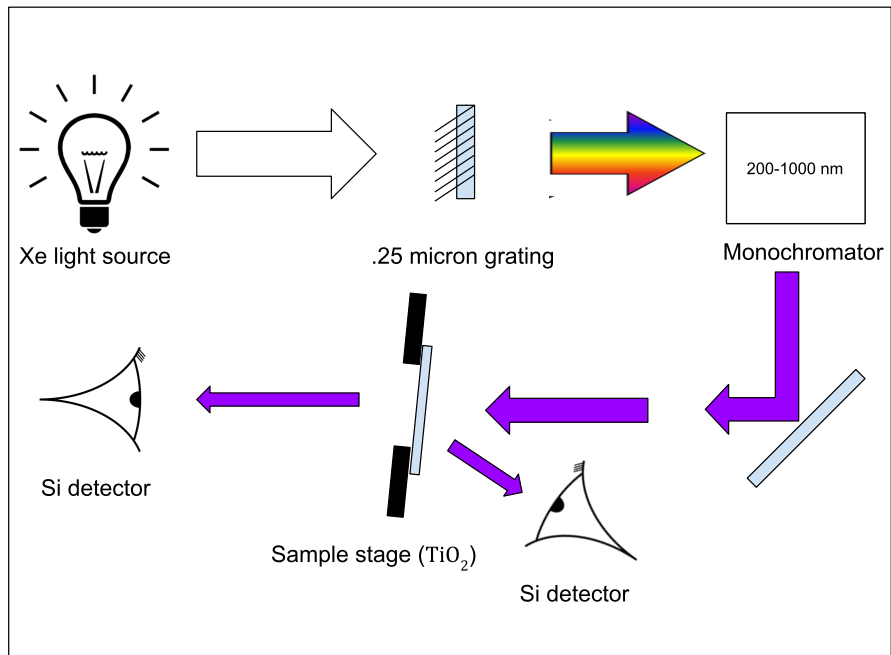 200-1000 nm
Xe light source
.25 micron grating
Monochromator
Si detector
Sample stage (TiO₂)
Si detector